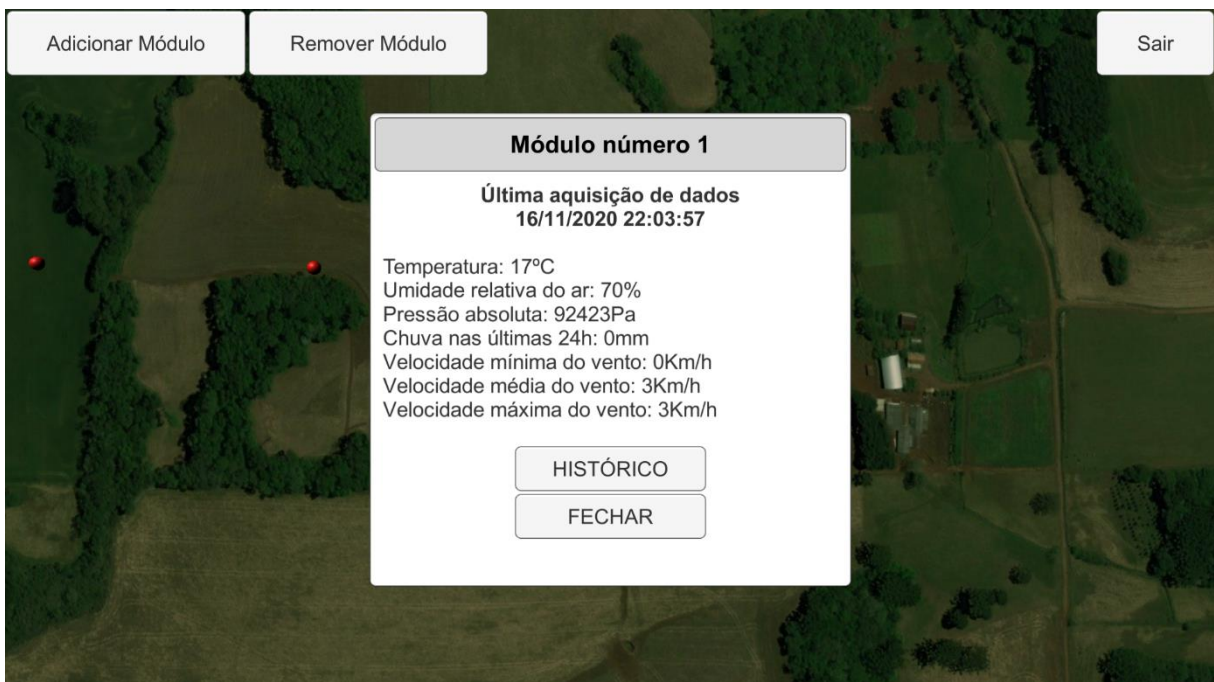 Adicionar Módulo
Remover Módulo
Sair
Módulo número 1
Última aquisição de dados
16/11/2020 22:03:57
Temperatura: 17ºC
Umidade relativa do ar: 70%
Pressão absoluta: 92423Pa
Chuva nas últimas 24h: 0mm
Velocidade mínima do vento: 0Km/h
Velocidade média do vento: 3Km/h
Velocidade máxima do vento: 3Km/h
HISTÓRICO
FECHAR